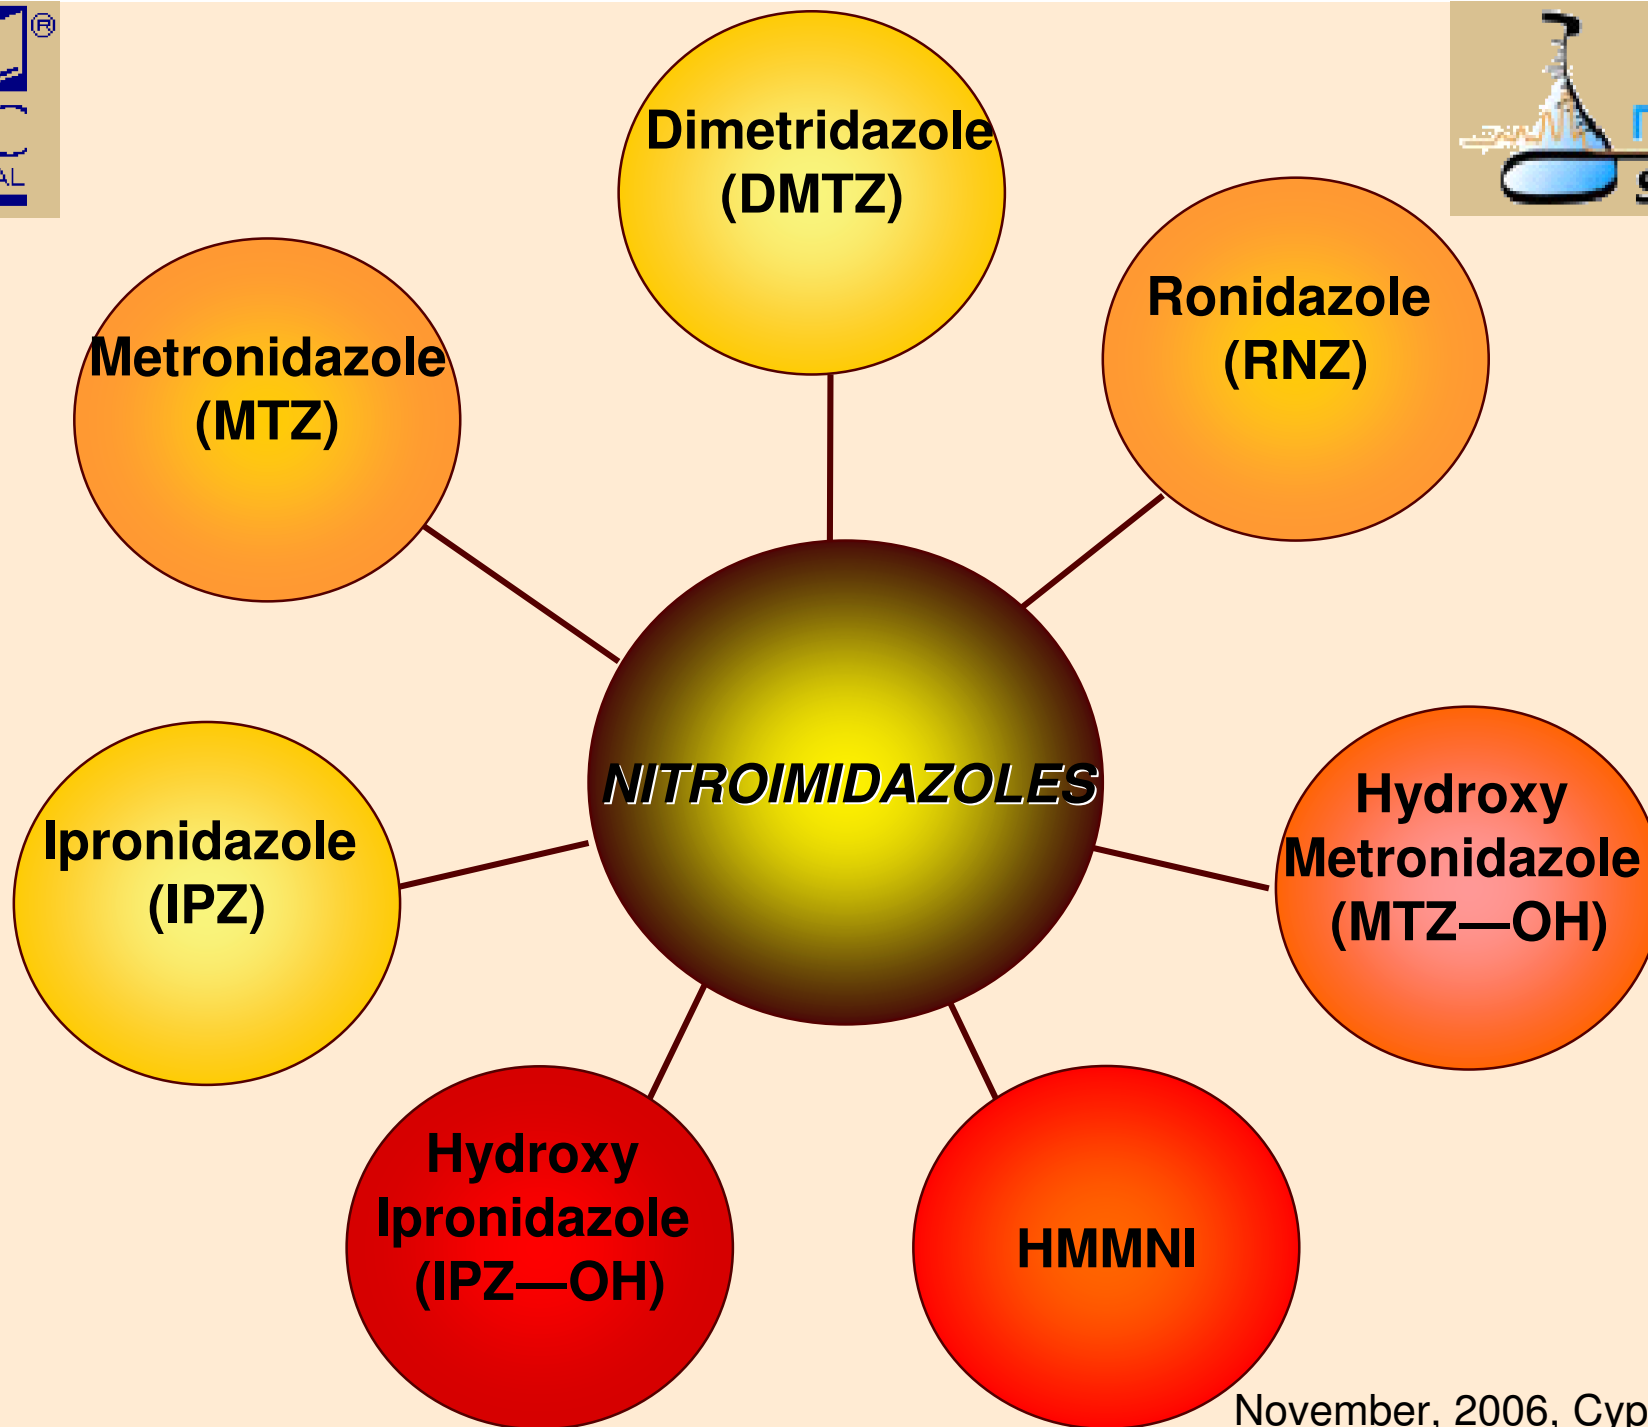 ®
AL
Dimetridazole
(DMTZ)
Ronidazole
(RNZ)
Metronidazole
(MTZ)
NITROIMIDAZOLES
Hydroxy
Metronidazole
(MTZ—OH)
Ipronidazole
(IPZ)
Hydroxy
Ipronidazole
(IPZ—OH)
HMMNI
November, 2006, Cyp